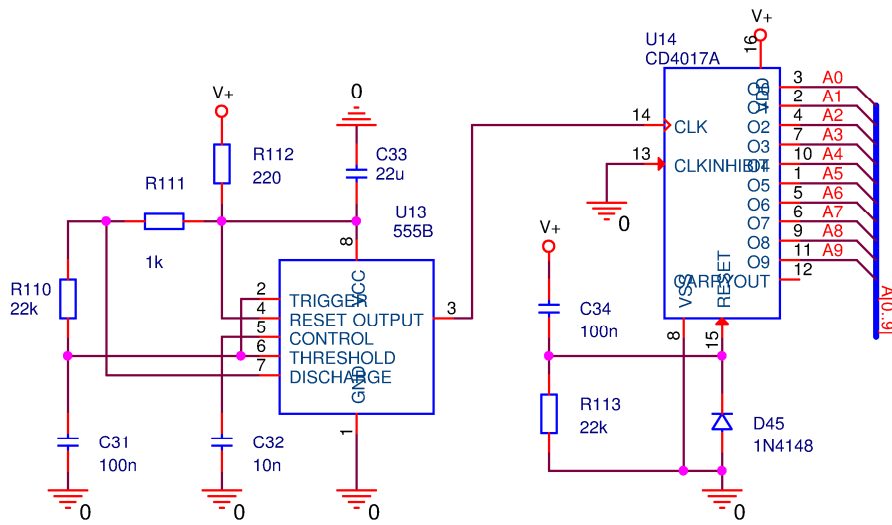 V+
16
U14
CD4017A
V+
0
VDD
3
O0
A0
2
O1
A1
4
O2
A2
7
O3
A3
10
O4
A4
1
O5
A5
5
O6
A6
6
O7
A7
9
O8
A8
11
O9
A9
12
CARRYOUT
14
CLK
13
CLKINHIBIT
0
VSS
RESET
8
15
A[0..9]
R112
220
C33
22u
R111
1k
U13
555B
8
VCC
R110
22k
2
TRIGGER
4
RESET OUTPUT
3
5
CONTROL
6
THRESHOLD
7
DISCHARGE
GND
1
V+
C34
100n
R113
22k
D45
1N4148
C31
100n
C32
10n
0
0
0
0